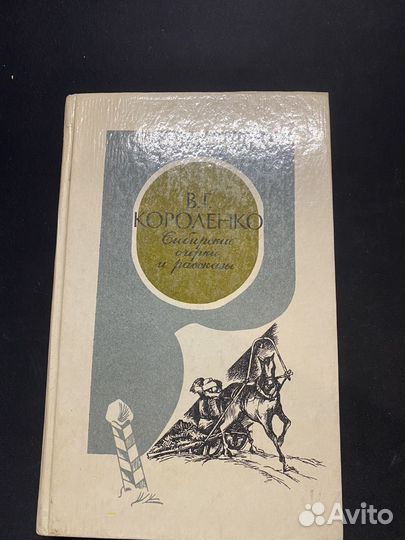 В.Г.
КОРОЛЕНКО
Сибирские
очерки
и рассказы
Avito